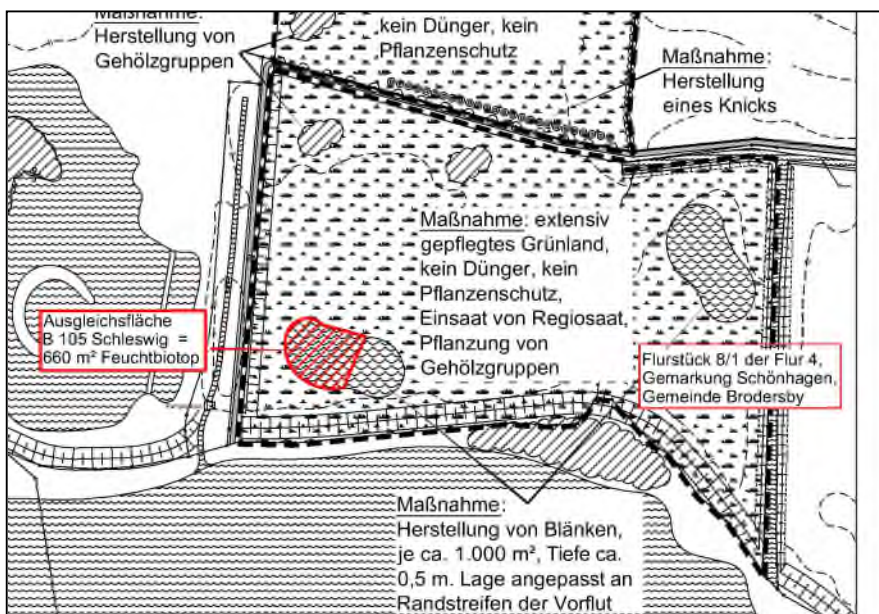 Maßnahme:
Herstellung von
Gehölzgruppen
kein Dünger, kein
Pflanzenschutz
Maßnahme:
Herstellung
eines Knicks
Maßnahme: extensiv
gepflegtes Grünland,
kein Dünger, kein
Pflanzenschutz,
Einsaat von Regiosaat,
Pflanzung von
Gehölzgruppen
Ausgleichsfläche
B 105 Schleswig =
660 m² Feuchtbiotop
Flurstück 8/1 der Flur 4,
Gemarkung Schönhagen,
Gemeinde Brodersby
Maßnahme:
Herstellung von Blänken,
je ca. 1.000 m², Tiefe ca.
0,5 m. Lage angepasst an
Randstreifen der Vorflut